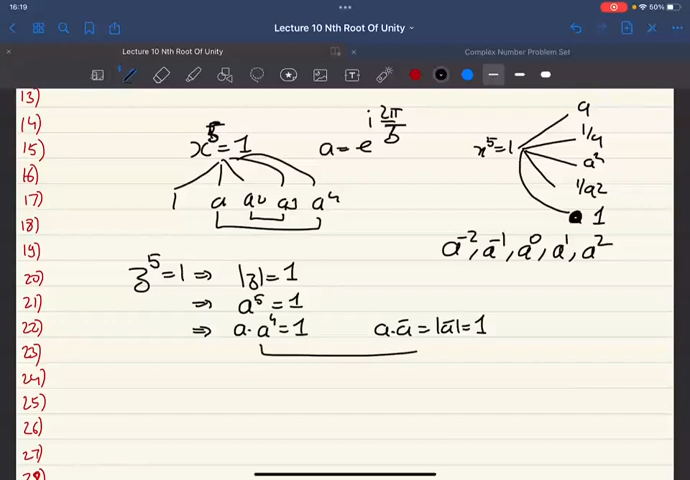 16:19
50%
Lecture 10 Nth Root Of Unity
Lecture 10 Nth Root Of Unity
Complex Number Problem Set
13)
14)
15)
16)
17)
18)
19)
20)
21)
22)
23)
24)
25)
26)
27)
28)
x⁵ = 1
a = e^(i 2π/5)
1 a a2 a3 a⁴
x⁵=1
a
1/a
a²
1/a2
1
a⁻², a⁻¹, a⁰, a¹, a²
z⁵=1 ⇒ |z| = 1
⇒ a⁵ = 1
⇒ a·a⁴ = 1 a.ā = |a| = 1